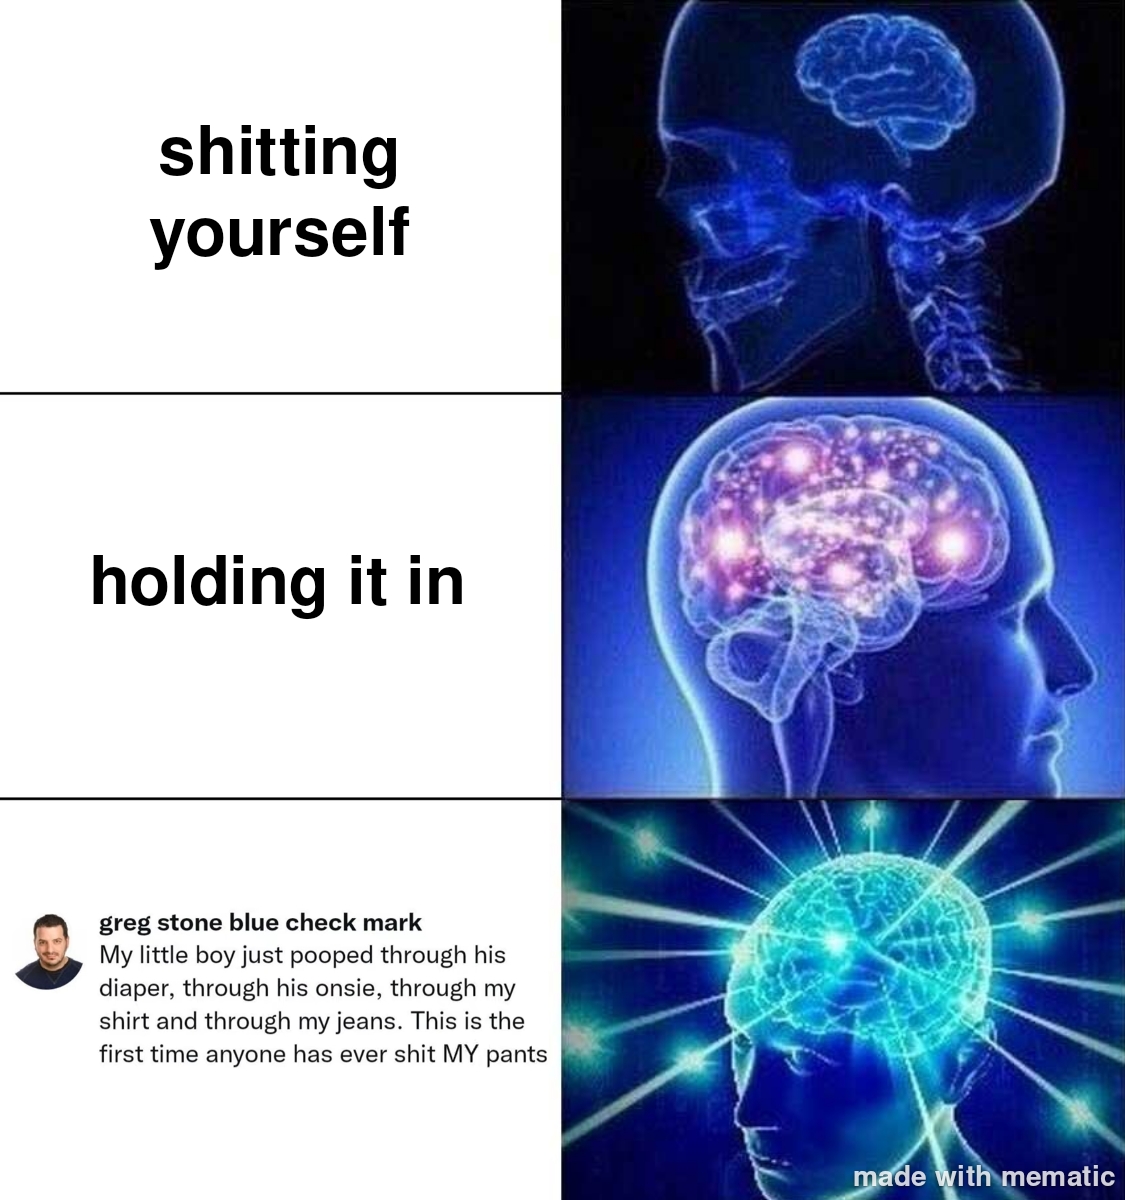 shitting
yourself
holding it in
greg stone blue check mark
My little boy just pooped through his
diaper, through his onsie, through my
shirt and through my jeans. This is the
first time anyone has ever shit MY pants
made with mematic